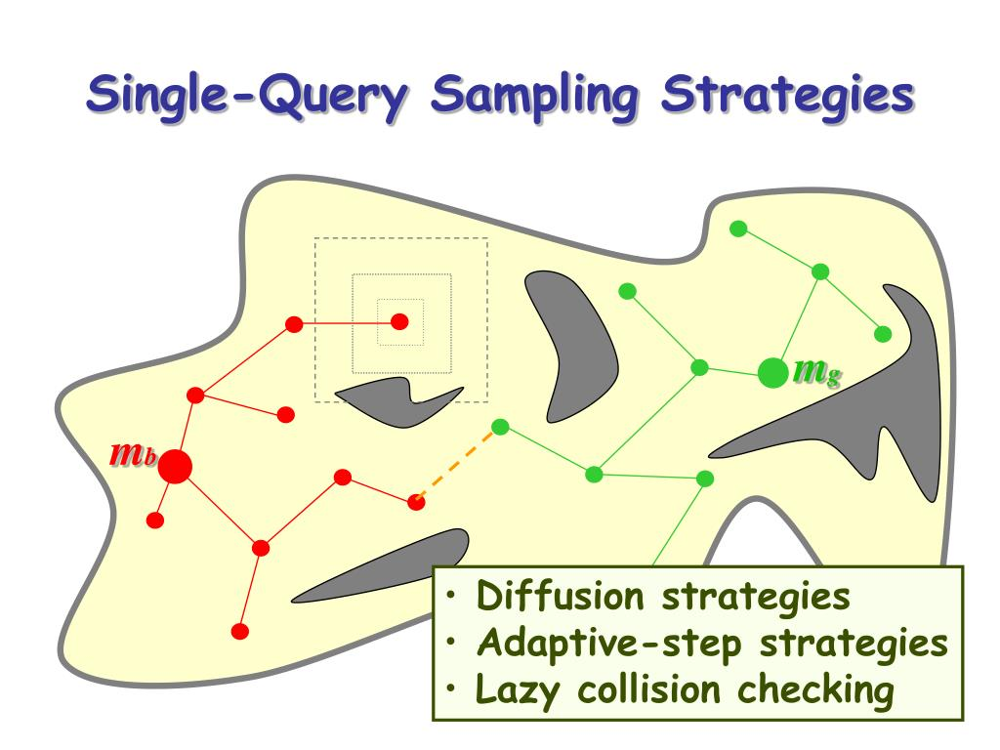 Single-Query Sampling Strategies
mg
mb
• Diffusion strategies
• Adaptive-step strategies
• Lazy collision checking